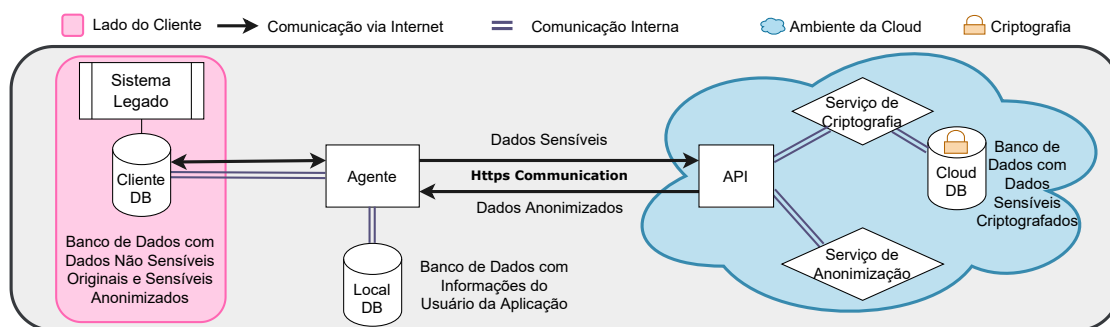 Lado do Cliente
Comunicação via Internet
Comunicação Interna
Ambiente da Cloud
Criptografia
Sistema
Legado
Cliente
DB
Banco de Dados com
Dados Não Sensíveis
Originais e Sensíveis
Anonimizados
Agente
Local
DB
Banco de Dados com
Informações do
Usuário da Aplicação
Dados Sensíveis
Https Communication
Dados Anonimizados
API
Serviço de
Criptografia
Cloud
DB
Banco de
Dados com
Dados
Sensíveis
Criptografados
Serviço de
Anonimização